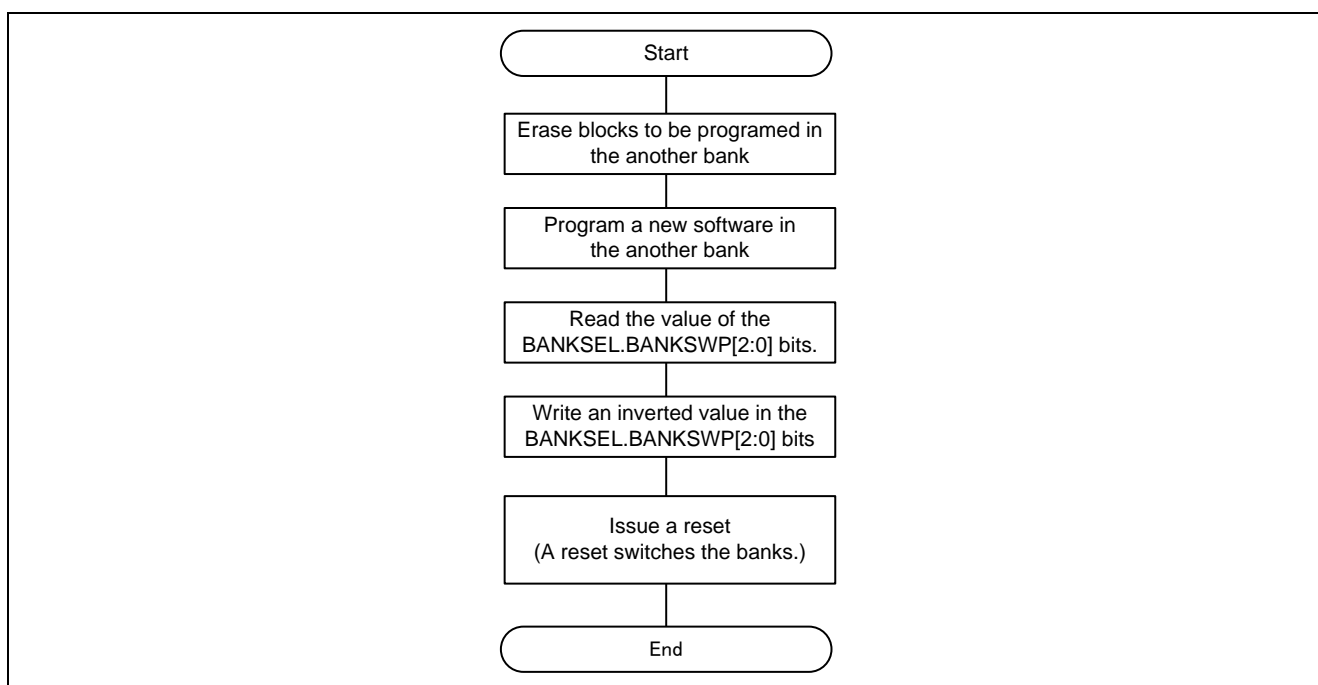 Start
Erase blocks to be programed in
the another bank
Program a new software in
the another bank
Read the value of the
BANKSEL.BANKSWP[2:0] bits.
Write an inverted value in the
BANKSEL.BANKSWP[2:0] bits
Issue a reset
(A reset switches the banks.)
End